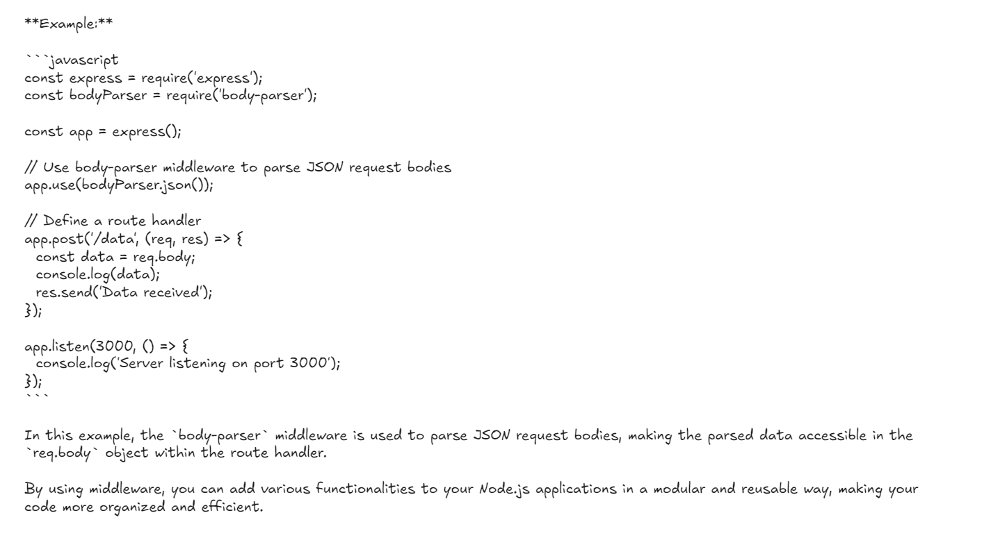 **Example:**
```javascript
const express = require('express');
const bodyParser = require('body-parser');
const app = express();
// Use body-parser middleware to parse JSON request bodies
app.use(bodyParser.json());
// Define a route handler
app.post('/data', (req, res) => {
  const data = req.body;
  console.log(data);
  res.send('Data received');
});
app.listen(3000, () => {
  console.log('Server listening on port 3000');
});
```
In this example, the `body-parser` middleware is used to parse JSON request bodies, making the parsed data accessible in the
`req.body` object within the route handler.
By using middleware, you can add various functionalities to your Node.js applications in a modular and reusable way, making your
code more organized and efficient.